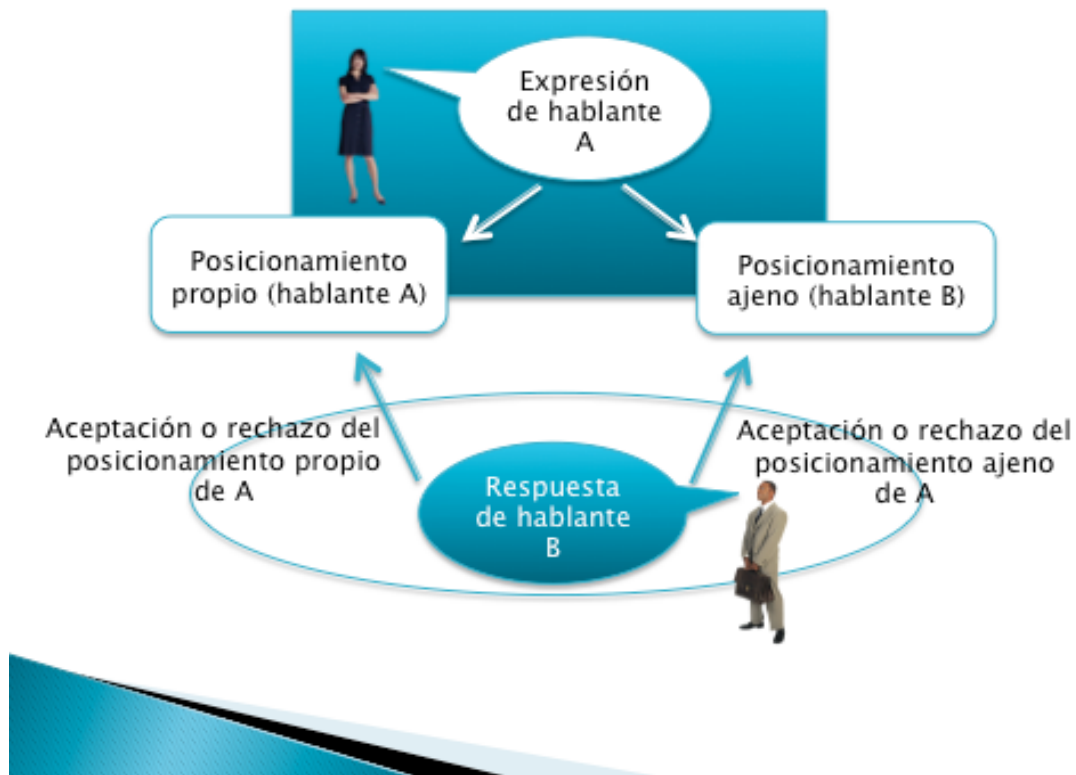 Expresión
de hablante
A
Posicionamiento
propio (hablante A)
Posicionamiento
ajeno (hablante B)
Aceptación o rechazo del
posicionamiento propio
de A
Aceptación o rechazo del
posicionamiento ajeno
de A
Respuesta
de hablante
B